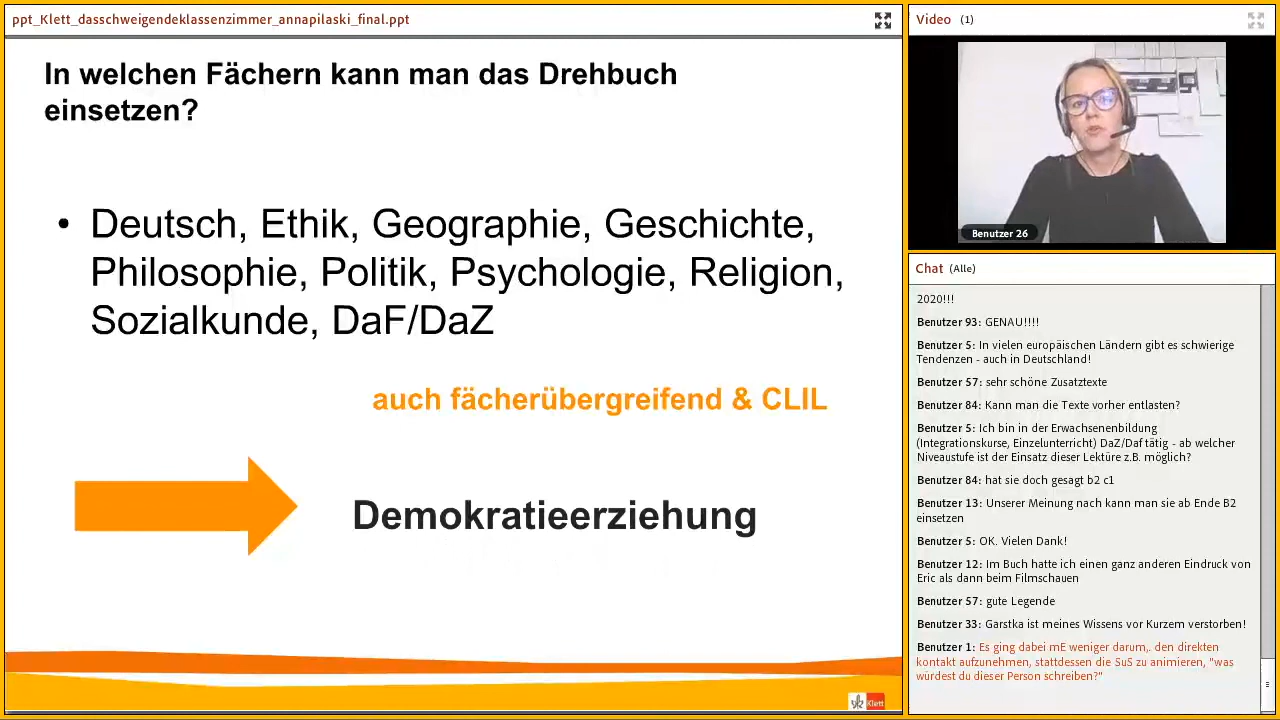 ppt_Klett_dasschweigendeklassenzimmer_annapilaski_final.ppt
In welchen Fächern kann man das Drehbuch
einsetzen?
• Deutsch, Ethik, Geographie, Geschichte,
Philosophie, Politik, Psychologie, Religion,
Sozialkunde, DaF/DaZ
auch fächerübergreifend & CLIL
Demokratieerziehung
Klett
Video (1)
Benutzer 26
Chat (Alle)
2020!!!
Benutzer 93: GENAU!!!!
Benutzer 5: In vielen europäischen Ländern gibt es schwierige
Tendenzen - auch in Deutschland!
Benutzer 57: sehr schöne Zusatztexte
Benutzer 84: Kann man die Texte vorher entlasten?
Benutzer 5: Ich bin in der Erwachsenenbildung
(Integrationskurse, Einzelunterricht) DaZ/Daf tätig - ab welcher
Niveaustufe ist der Einsatz dieser Lektüre z.B. möglich?
Benutzer 84: hat sie doch gesagt b2 c1
Benutzer 13: Unserer Meinung nach kann man sie ab Ende B2
einsetzen
Benutzer 5: OK. Vielen Dank!
Benutzer 12: Im Buch hatte ich einen ganz anderen Eindruck von
Eric als dann beim Filmschauen
Benutzer 57: gute Legende
Benutzer 33: Garstka ist meines Wissens vor Kurzem verstorben!
Benutzer 1: Es ging dabei mE weniger darum,. den direkten
kontakt aufzunehmen, stattdessen die SuS zu animieren, "was
würdest du dieser Person schreiben?"